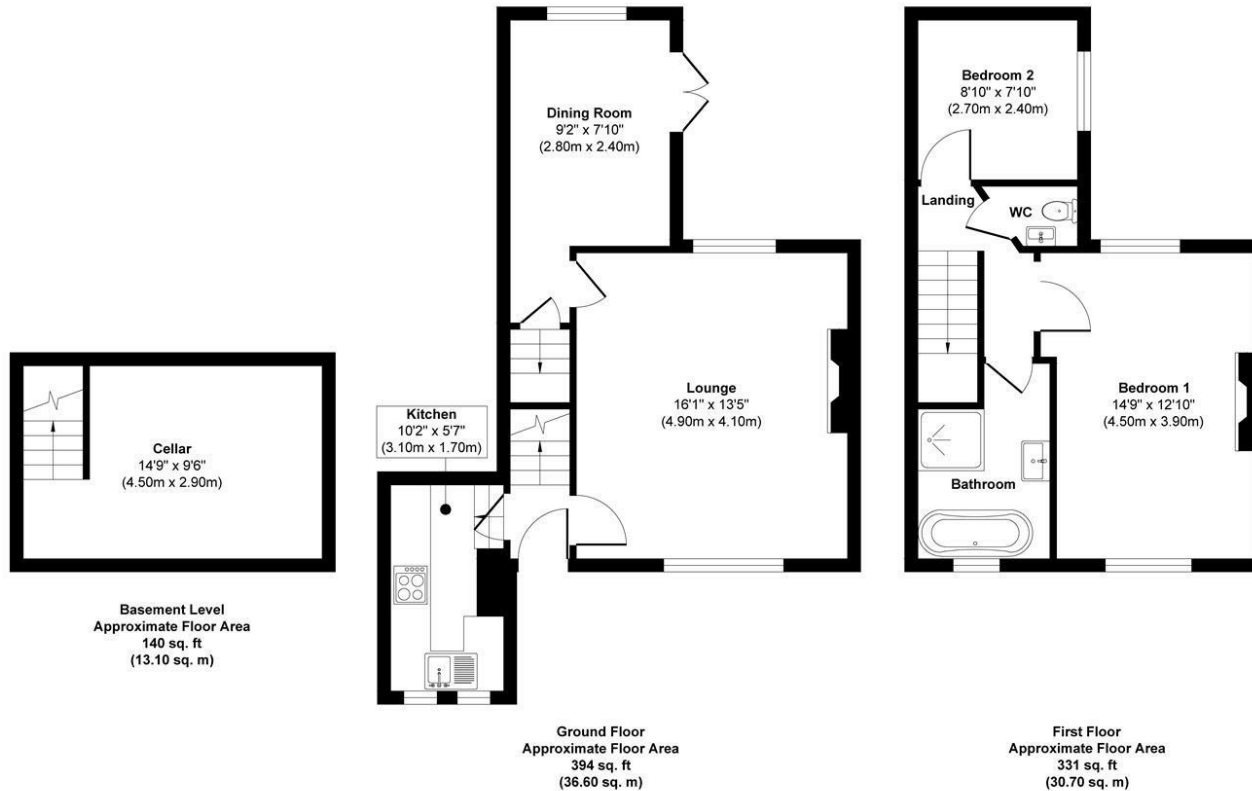 Cellar
14'9" x 9'6"
(4.50m x 2.90m)
Basement Level
Approximate Floor Area
140 sq. ft
(13.10 sq. m)
Dining Room
9'2" x 7'10"
(2.80m x 2.40m)
Lounge
16'1" x 13'5"
(4.90m x 4.10m)
Kitchen
10'2" x 5'7"
(3.10m x 1.70m)
Ground Floor
Approximate Floor Area
394 sq. ft
(36.60 sq. m)
Bedroom 2
8'10" x 7'10"
(2.70m x 2.40m)
Landing
WC
Bedroom 1
14'9" x 12'10"
(4.50m x 3.90m)
Bathroom
First Floor
Approximate Floor Area
331 sq. ft
(30.70 sq. m)